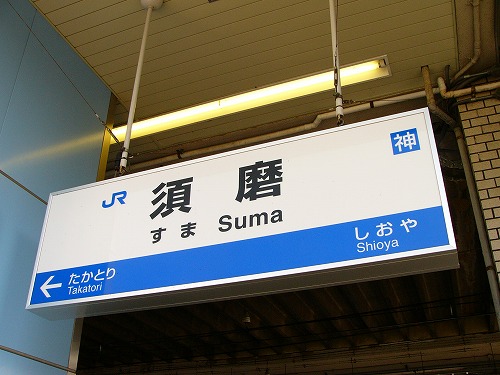 JR
神
須磨
すま Suma
← たかとり
Takatori
しおや
Shioya